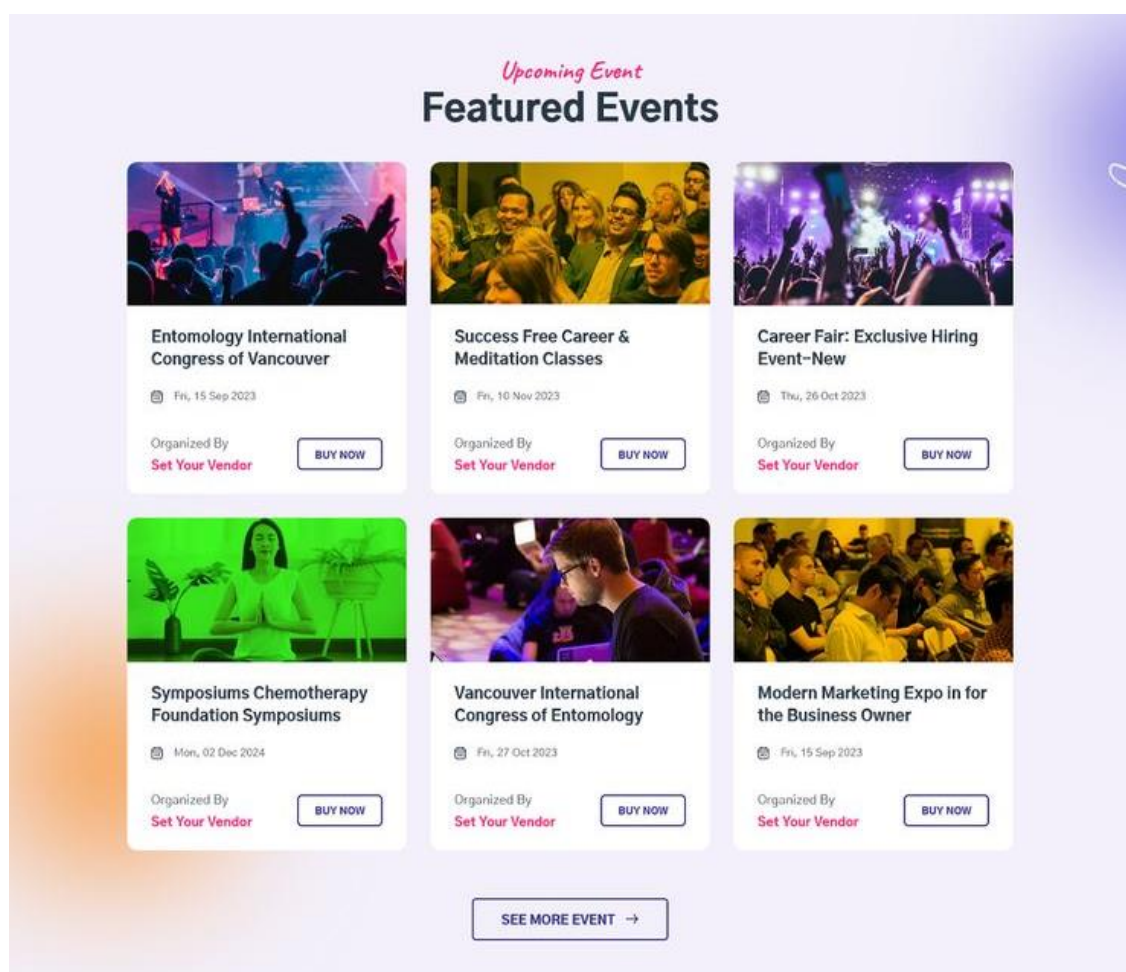 Upcoming Event
Featured Events
Entomology International
Congress of Vancouver
Fri, 15 Sep 2023
Organized By
Set Your Vendor
BUY NOW
Success Free Career &
Meditation Classes
Fri, 10 Nov 2023
Organized By
Set Your Vendor
BUY NOW
Career Fair: Exclusive Hiring
Event-New
Thu, 26 Oct 2023
Organized By
Set Your Vendor
BUY NOW
Symposiums Chemotherapy
Foundation Symposiums
Mon, 02 Dec 2024
Organized By
Set Your Vendor
BUY NOW
Vancouver International
Congress of Entomology
Fri, 27 Oct 2023
Organized By
Set Your Vendor
BUY NOW
Modern Marketing Expo in for
the Business Owner
Fri, 15 Sep 2023
Organized By
Set Your Vendor
BUY NOW
SEE MORE EVENT →